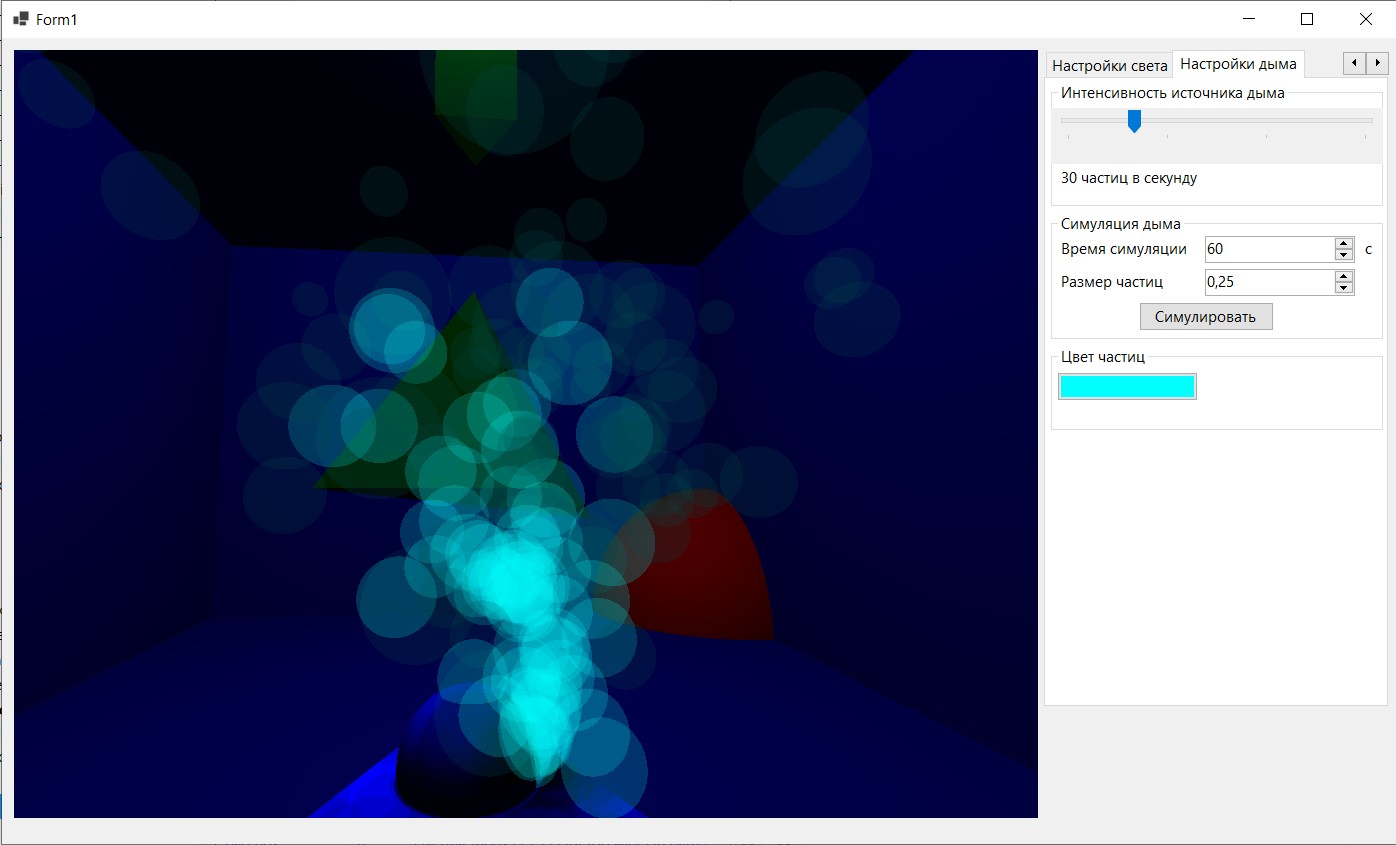 Form1
Настройки света Настройки дыма
Интенсивность источника дыма
30 частиц в секунду
Симуляция дыма
Время симуляции 60 с
Размер частиц 0,25
Симулировать
Цвет частиц